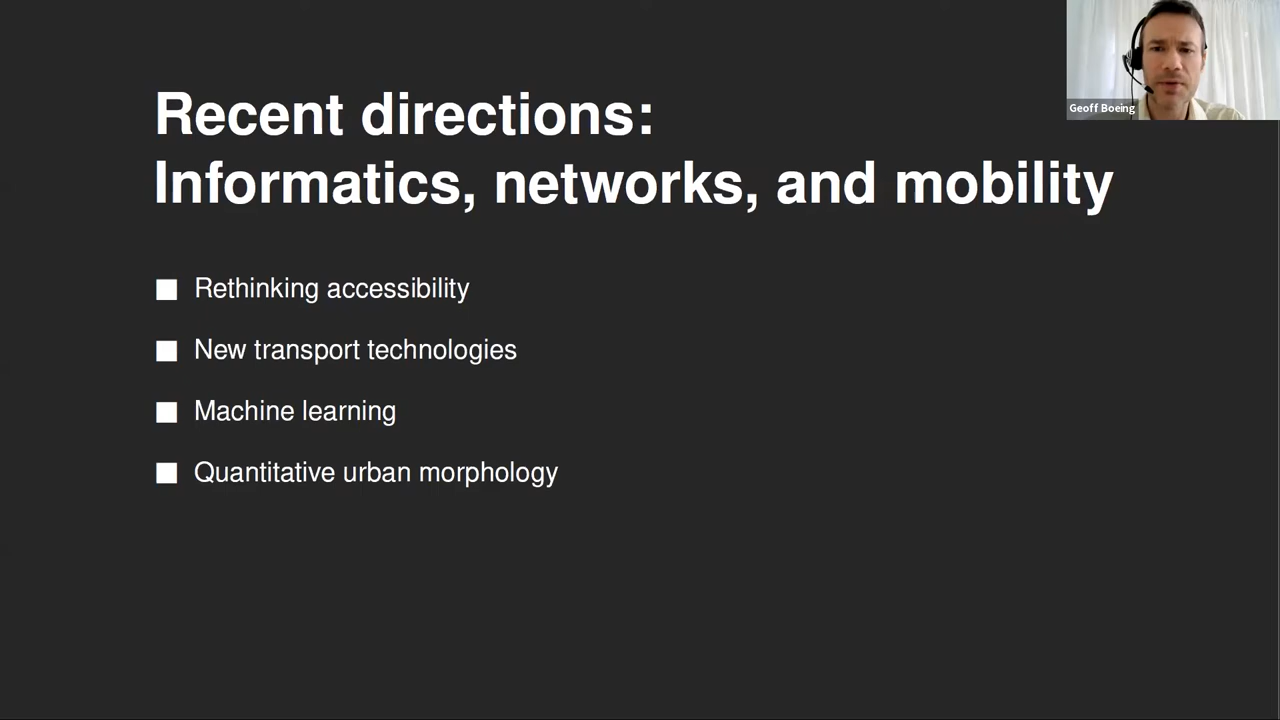 Recent directions:
Informatics, networks, and mobility
Rethinking accessibility
New transport technologies
Machine learning
Quantitative urban morphology
Geoff Boeing